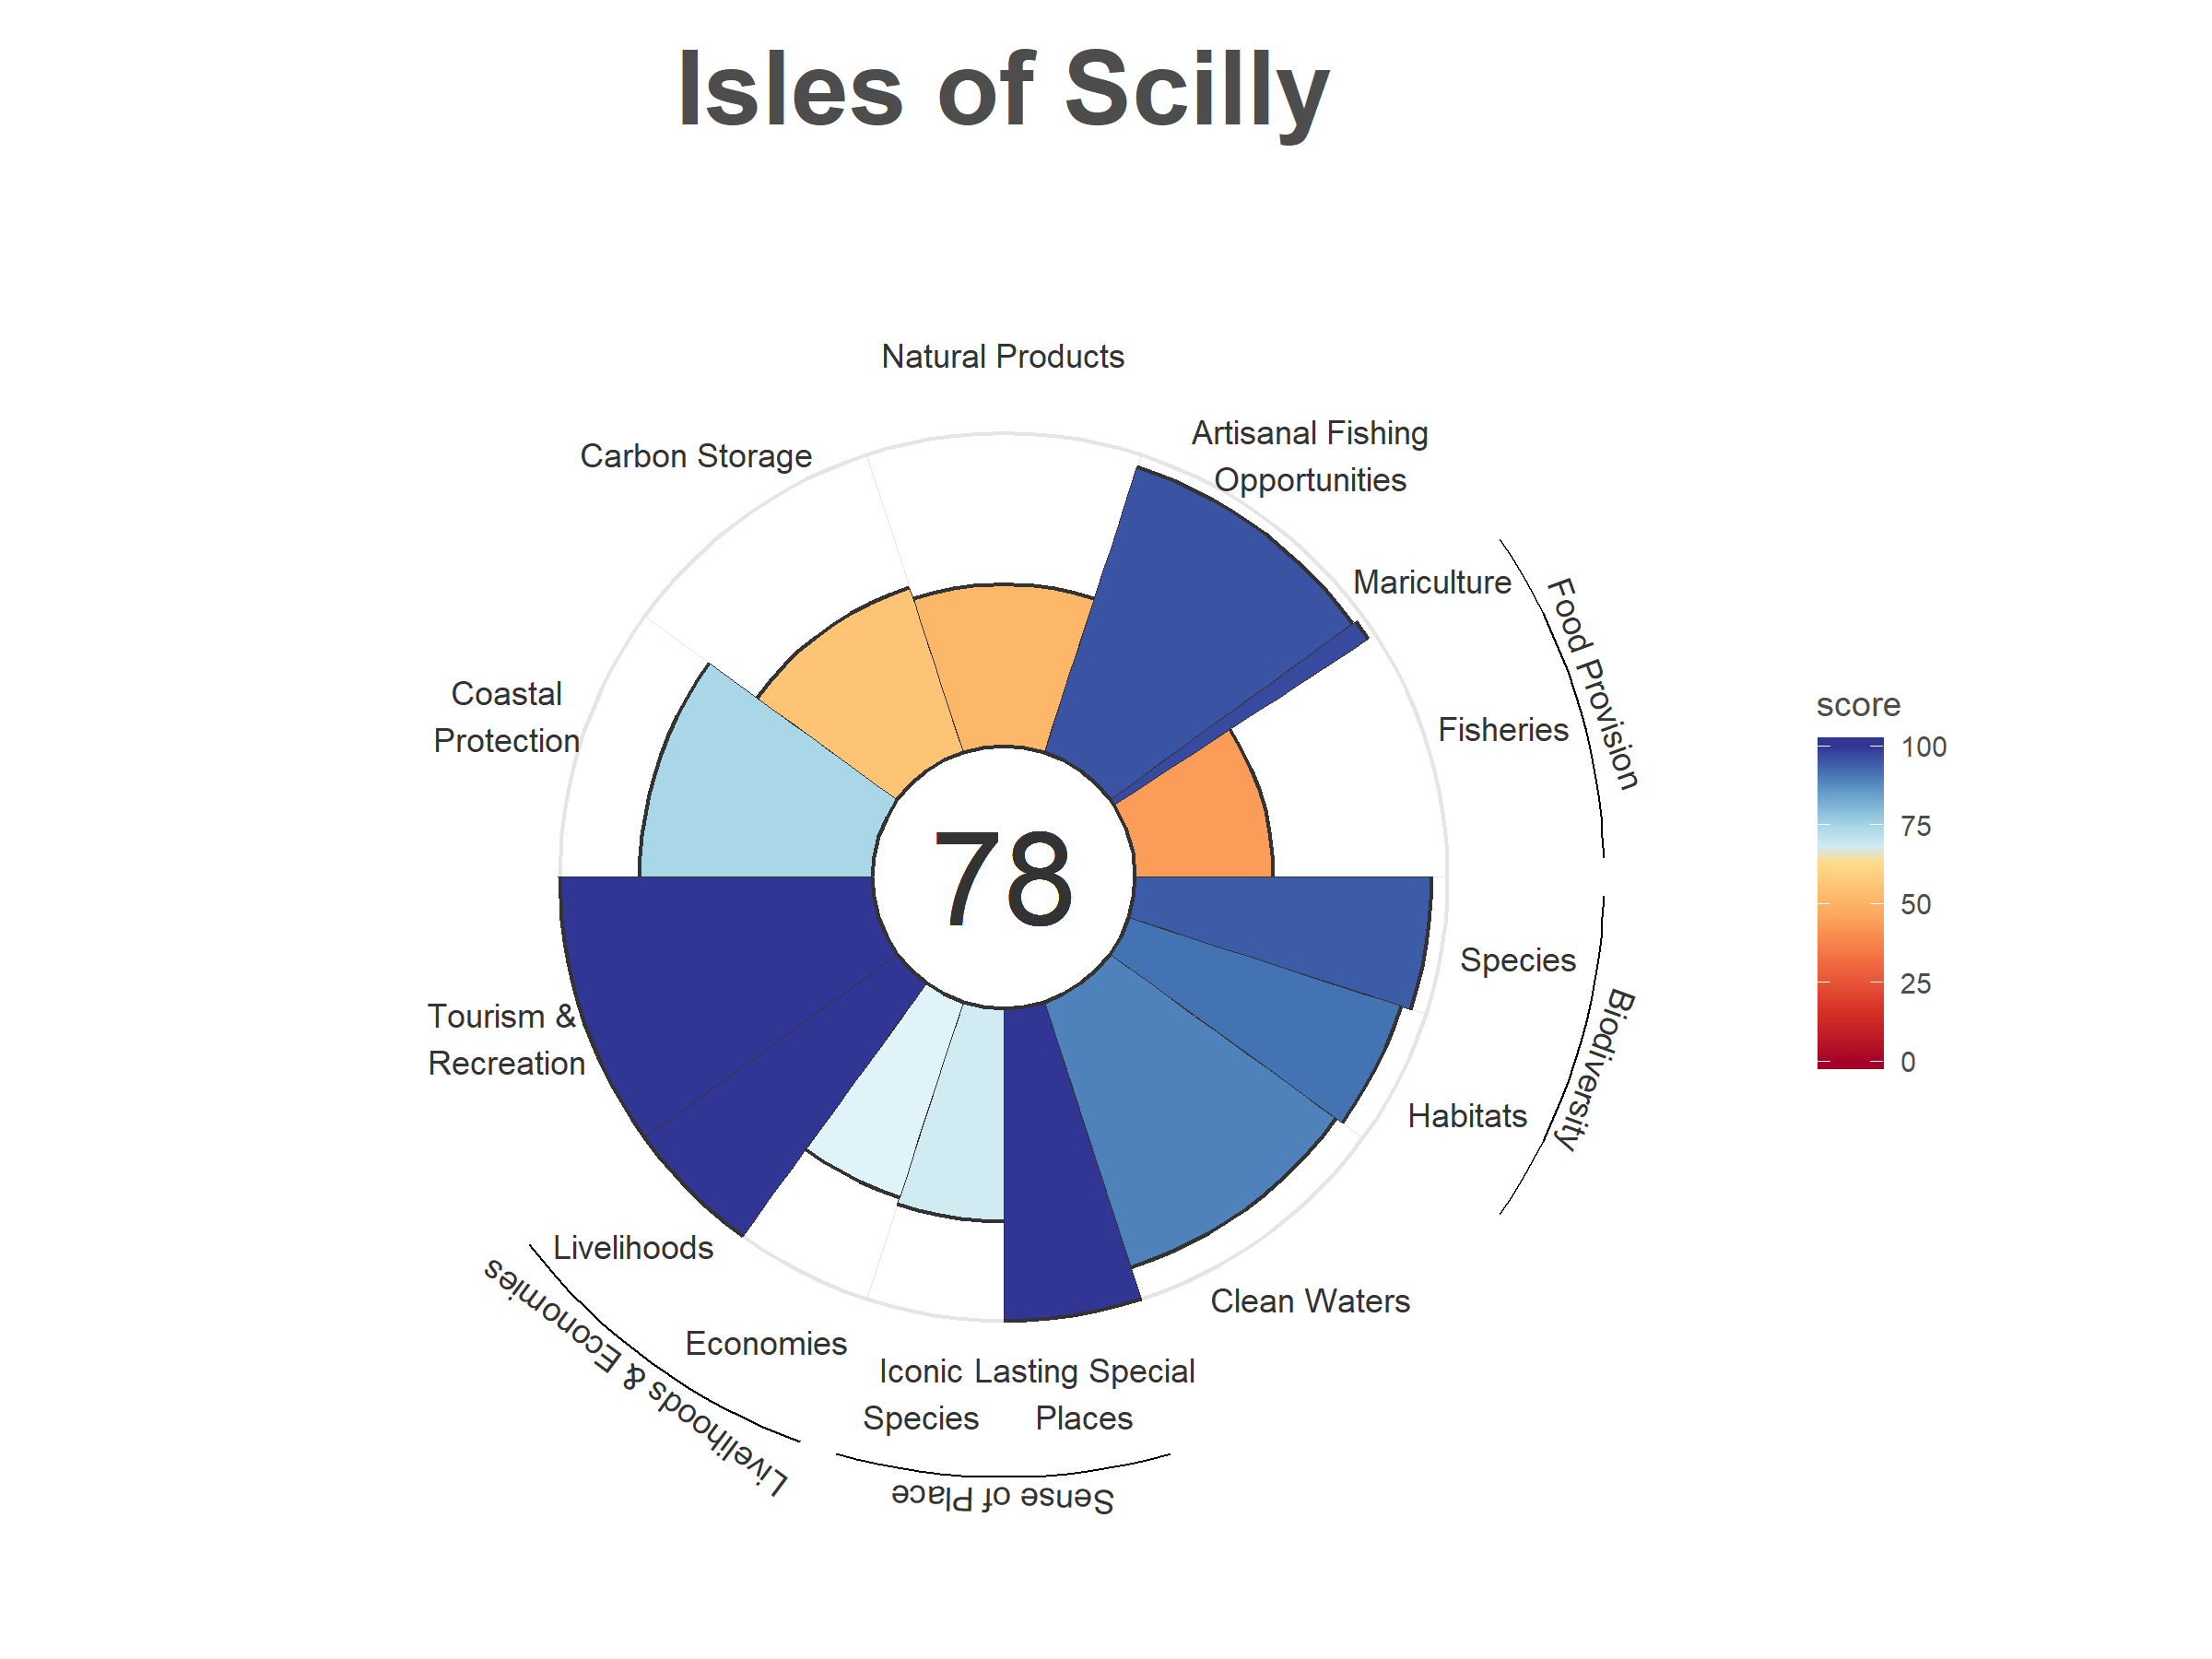 Isles of Scilly
Natural Products
Artisanal Fishing
Opportunities
Carbon Storage
Mariculture
Food Provision
Fisheries
Coastal
Protection
score
100
75
50
25
0
78
Species
Biodiversity
Habitats
Tourism &
Recreation
Clean Waters
Livelihoods
Livelihoods & Economies
Economies
Iconic
Species
Lasting Special
Places
Sense of Place